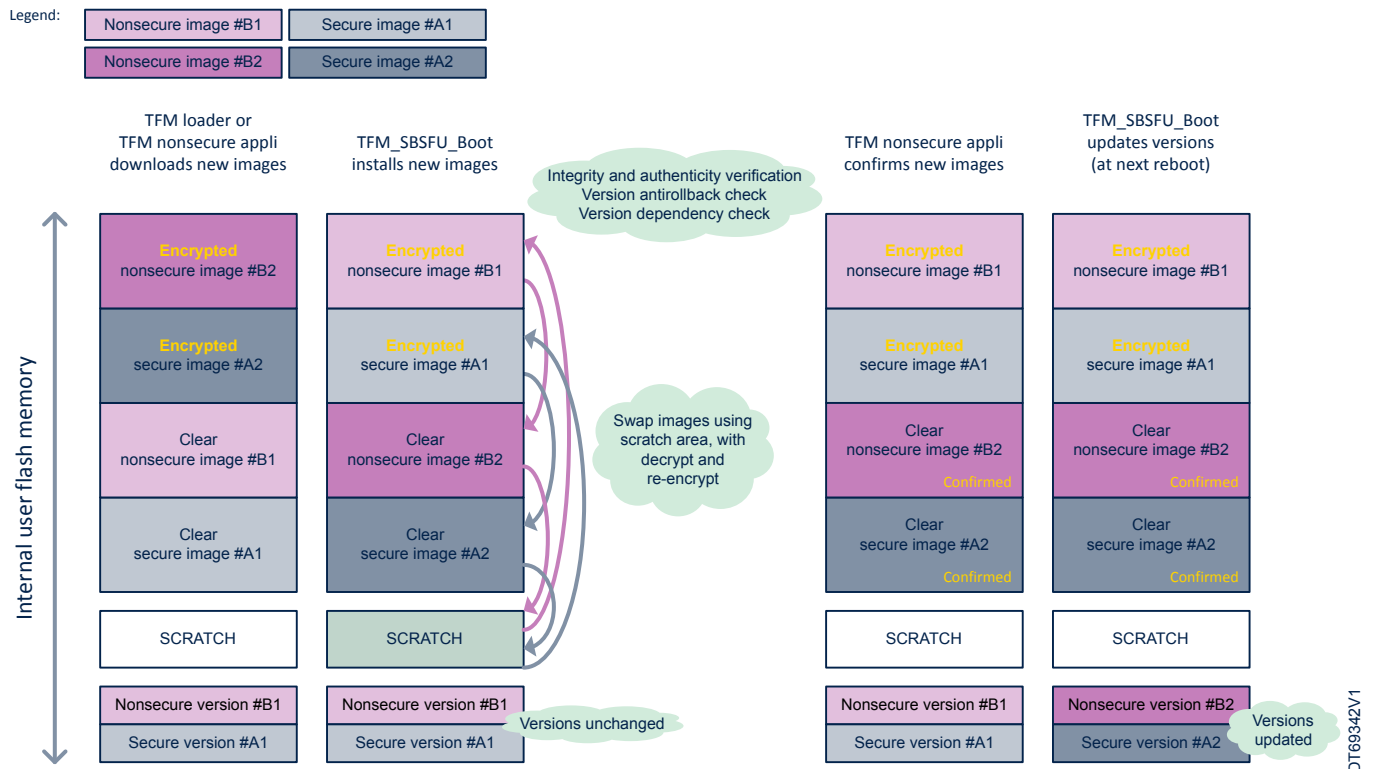 Legend:
Nonsecure image #B1
Secure image #A1
Nonsecure image #B2
Secure image #A2
TFM loader or
TFM nonsecure appli
downloads new images
TFM_SBSFU_Boot
installs new images
Integrity and authenticity verification
Version antirollback check
Version dependency check
TFM nonsecure appli
confirms new images
TFM_SBSFU_Boot
updates versions
(at next reboot)
Internal user flash memory
Encrypted
nonsecure image #B2
Encrypted
secure image #A2
Clear
nonsecure image #B1
Clear
secure image #A1
SCRATCH
Nonsecure version #B1
Secure version #A1
Encrypted
nonsecure image #B1
Encrypted
secure image #A1
Clear
nonsecure image #B2
Clear
secure image #A2
SCRATCH
Nonsecure version #B1
Secure version #A1
Swap images using
scratch area, with
decrypt and
re-encrypt
Versions unchanged
Encrypted
nonsecure image #B1
Encrypted
secure image #A1
Clear
nonsecure image #B2
Confirmed
Clear
secure image #A2
Confirmed
SCRATCH
Nonsecure version #B1
Secure version #A1
Encrypted
nonsecure image #B1
Encrypted
secure image #A1
Clear
nonsecure image #B2
Confirmed
Clear
secure image #A2
Confirmed
SCRATCH
Nonsecure version #B2
Secure version #A2
Versions
updated
DT69342V1